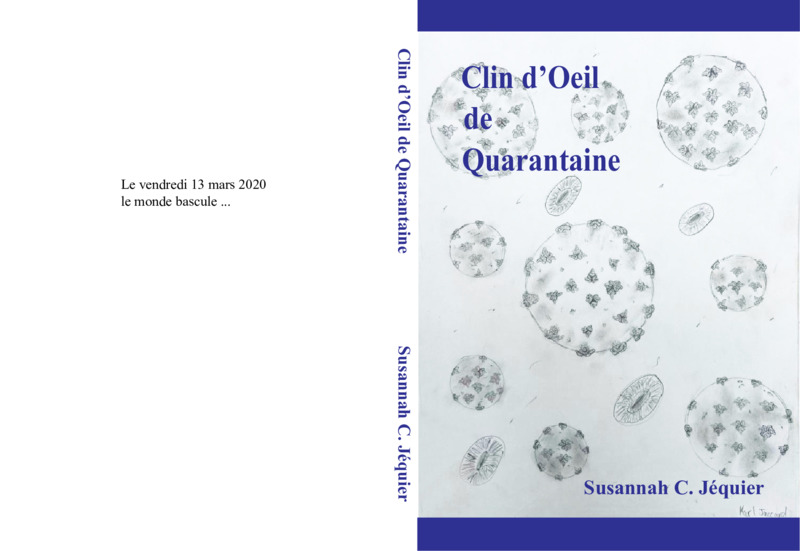 Le vendredi 13 mars 2020
le monde bascule ...
Clin d’Oeil de Quarantaine
Susannah C. Jéquier
Clin d’Oeil
de
Quarantaine
Susannah C. Jéquier